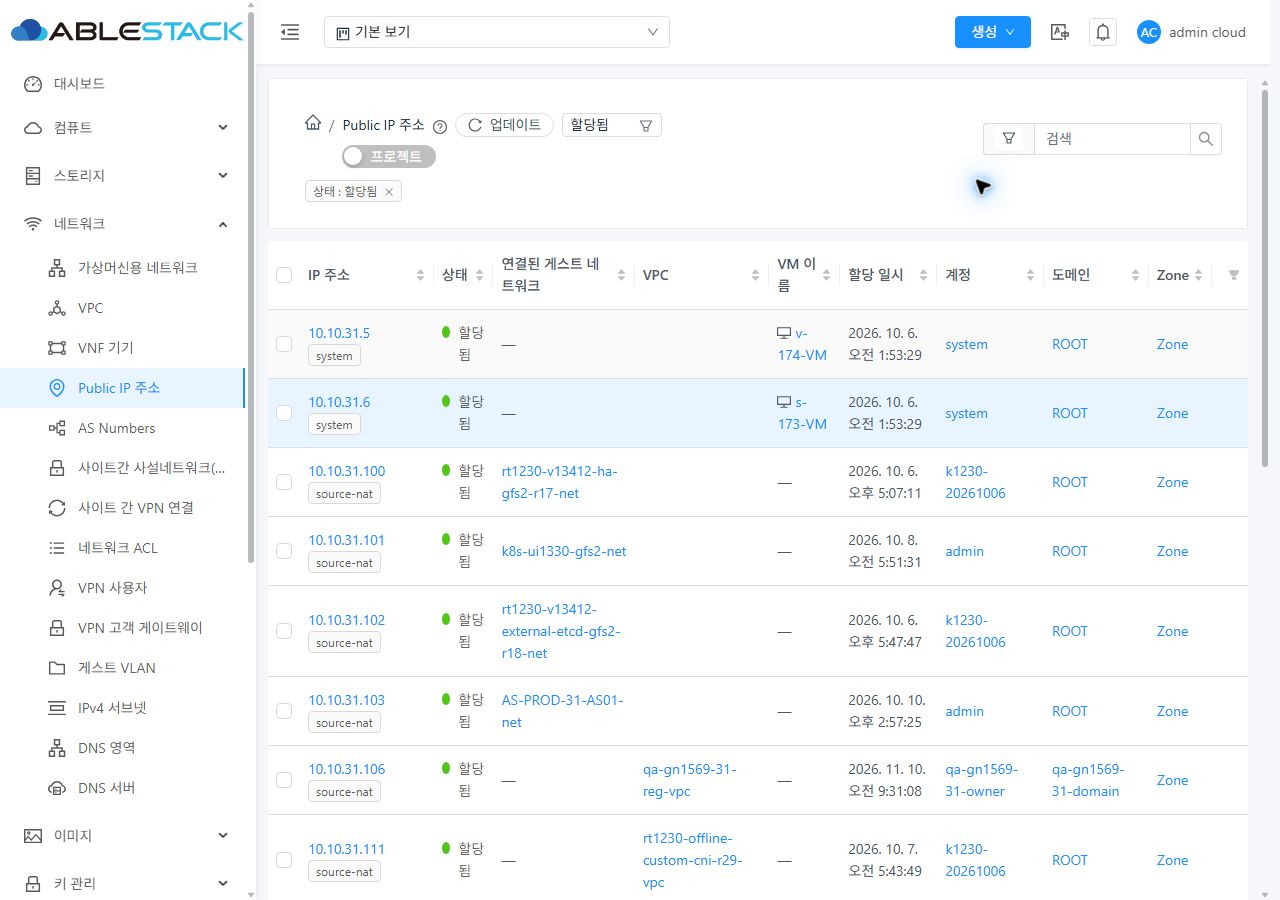 ABLESTACK
기본 보기
생성
AC
admin cloud
대시보드
컴퓨트
스토리지
네트워크
가상머신용 네트워크
VPC
VNF 기기
Public IP 주소
AS Numbers
사이트간 사설네트워크(...
사이트 간 VPN 연결
네트워크 ACL
VPN 사용자
VPN 고객 게이트웨이
게스트 VLAN
IPv4 서브넷
DNS 영역
DNS 서버
이미지
키 관리
/ Public IP 주소
업데이트
할당됨
프로젝트
상태 : 할당됨
검색
IP 주소
상태
연결된 게스트 네
트워크
VPC
VM 이
름
할당 일시
계정
도메인
Zone
10.10.31.5
system
할당
됨
—
v-
174-VM
2026. 10. 6.
오전 1:53:29
system
ROOT
Zone
10.10.31.6
system
할당
됨
—
s-
173-VM
2026. 10. 6.
오전 1:53:29
system
ROOT
Zone
10.10.31.100
source-nat
할당
됨
rt1230-v13412-ha-
gfs2-r17-net
—
2026. 10. 6.
오후 5:07:11
k1230-
20261006
ROOT
Zone
10.10.31.101
source-nat
할당
됨
k8s-ui1330-gfs2-net
—
2026. 10. 8.
오전 5:51:31
admin
ROOT
Zone
10.10.31.102
source-nat
할당
됨
rt1230-v13412-
external-etcd-gfs2-
r18-net
—
2026. 10. 6.
오후 5:47:47
k1230-
20261006
ROOT
Zone
10.10.31.103
source-nat
할당
됨
AS-PROD-31-AS01-
net
—
2026. 10. 10.
오후 2:57:25
admin
ROOT
Zone
10.10.31.106
source-nat
할당
됨
—
qa-gn1569-31-
reg-vpc
—
2026. 11. 10.
오전 9:31:08
qa-gn1569-
31-owner
qa-gn1569-
31-domain
Zone
10.10.31.111
source-nat
할당
됨
—
rt1230-offline-
custom-cni-r29-
vpc
—
2026. 10. 7.
오전 5:43:49
k1230-
20261006
ROOT
Zone